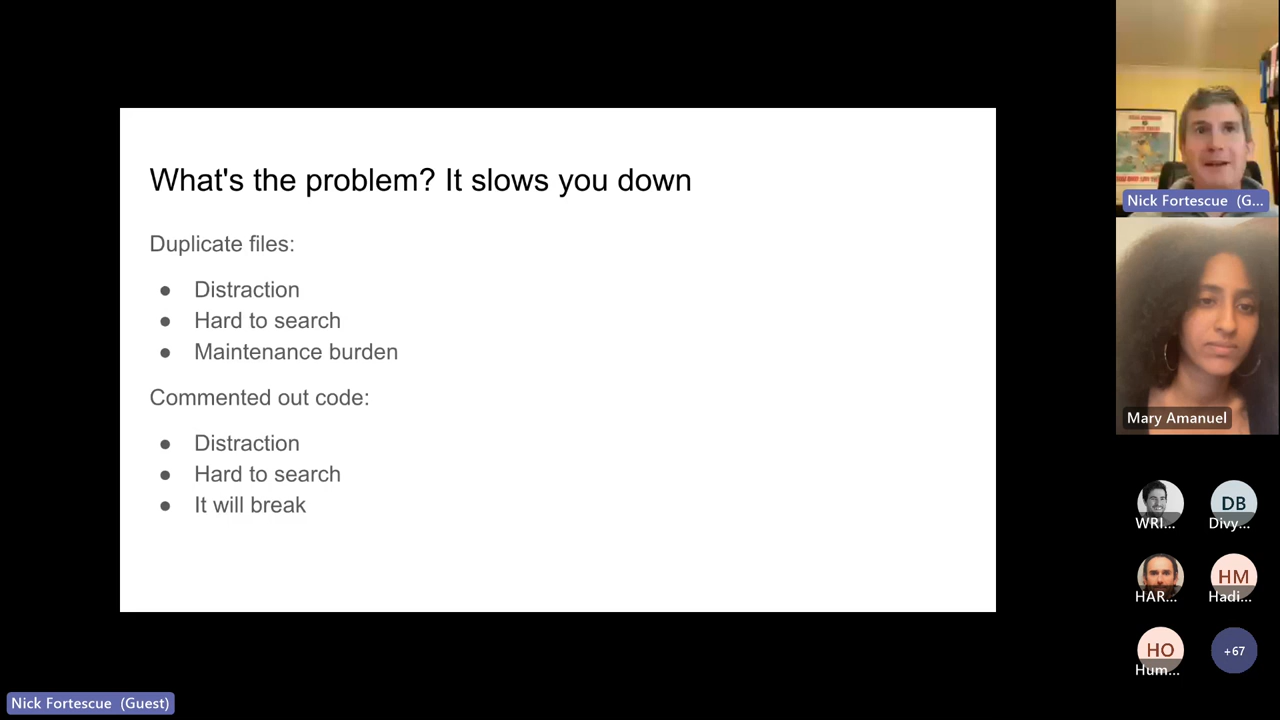 What's the problem? It slows you down
Duplicate files:
● Distraction
● Hard to search
● Maintenance burden
Commented out code:
● Distraction
● Hard to search
● It will break
Nick Fortescue (G...
Mary Amanuel
WRI...
DB
Divy...
HAR...
HM
Hadi...
HO
Hum...
+67
Nick Fortescue (Guest)